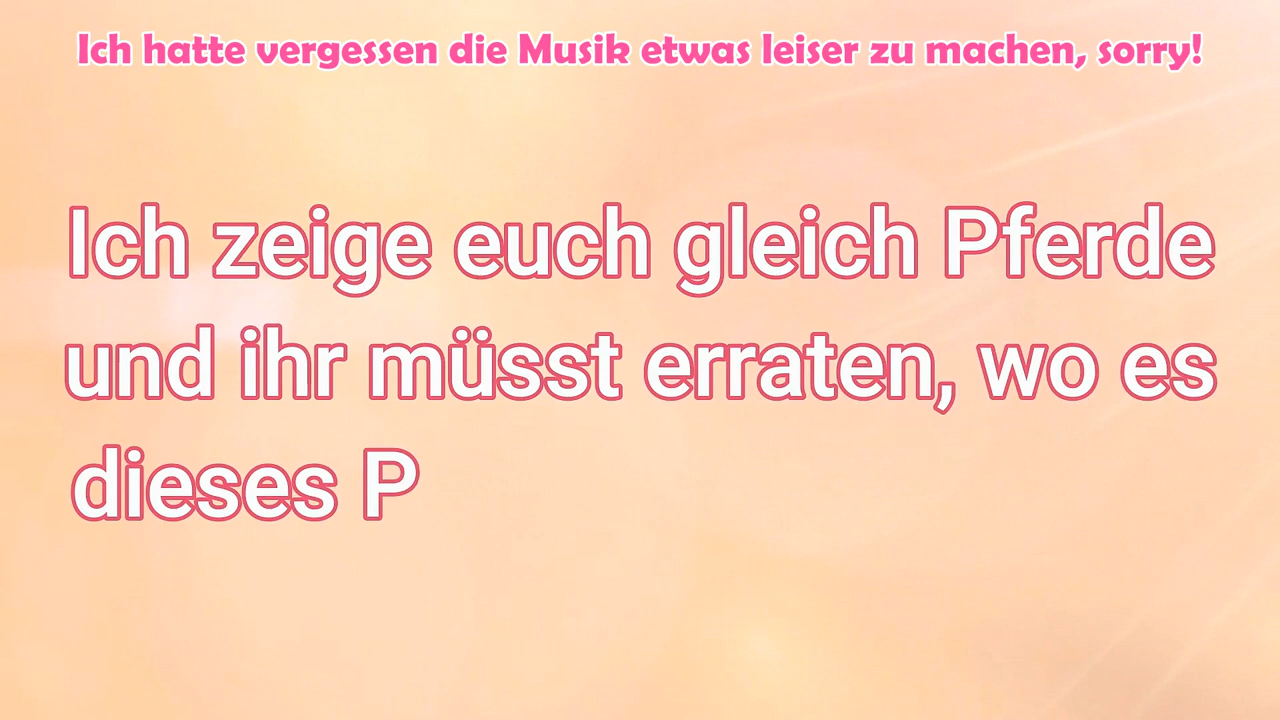 Ich hatte vergessen die Musik etwas leiser zu machen, sorry!
Ich zeige euch gleich Pferde
und ihr müsst erraten, wo es
dieses P